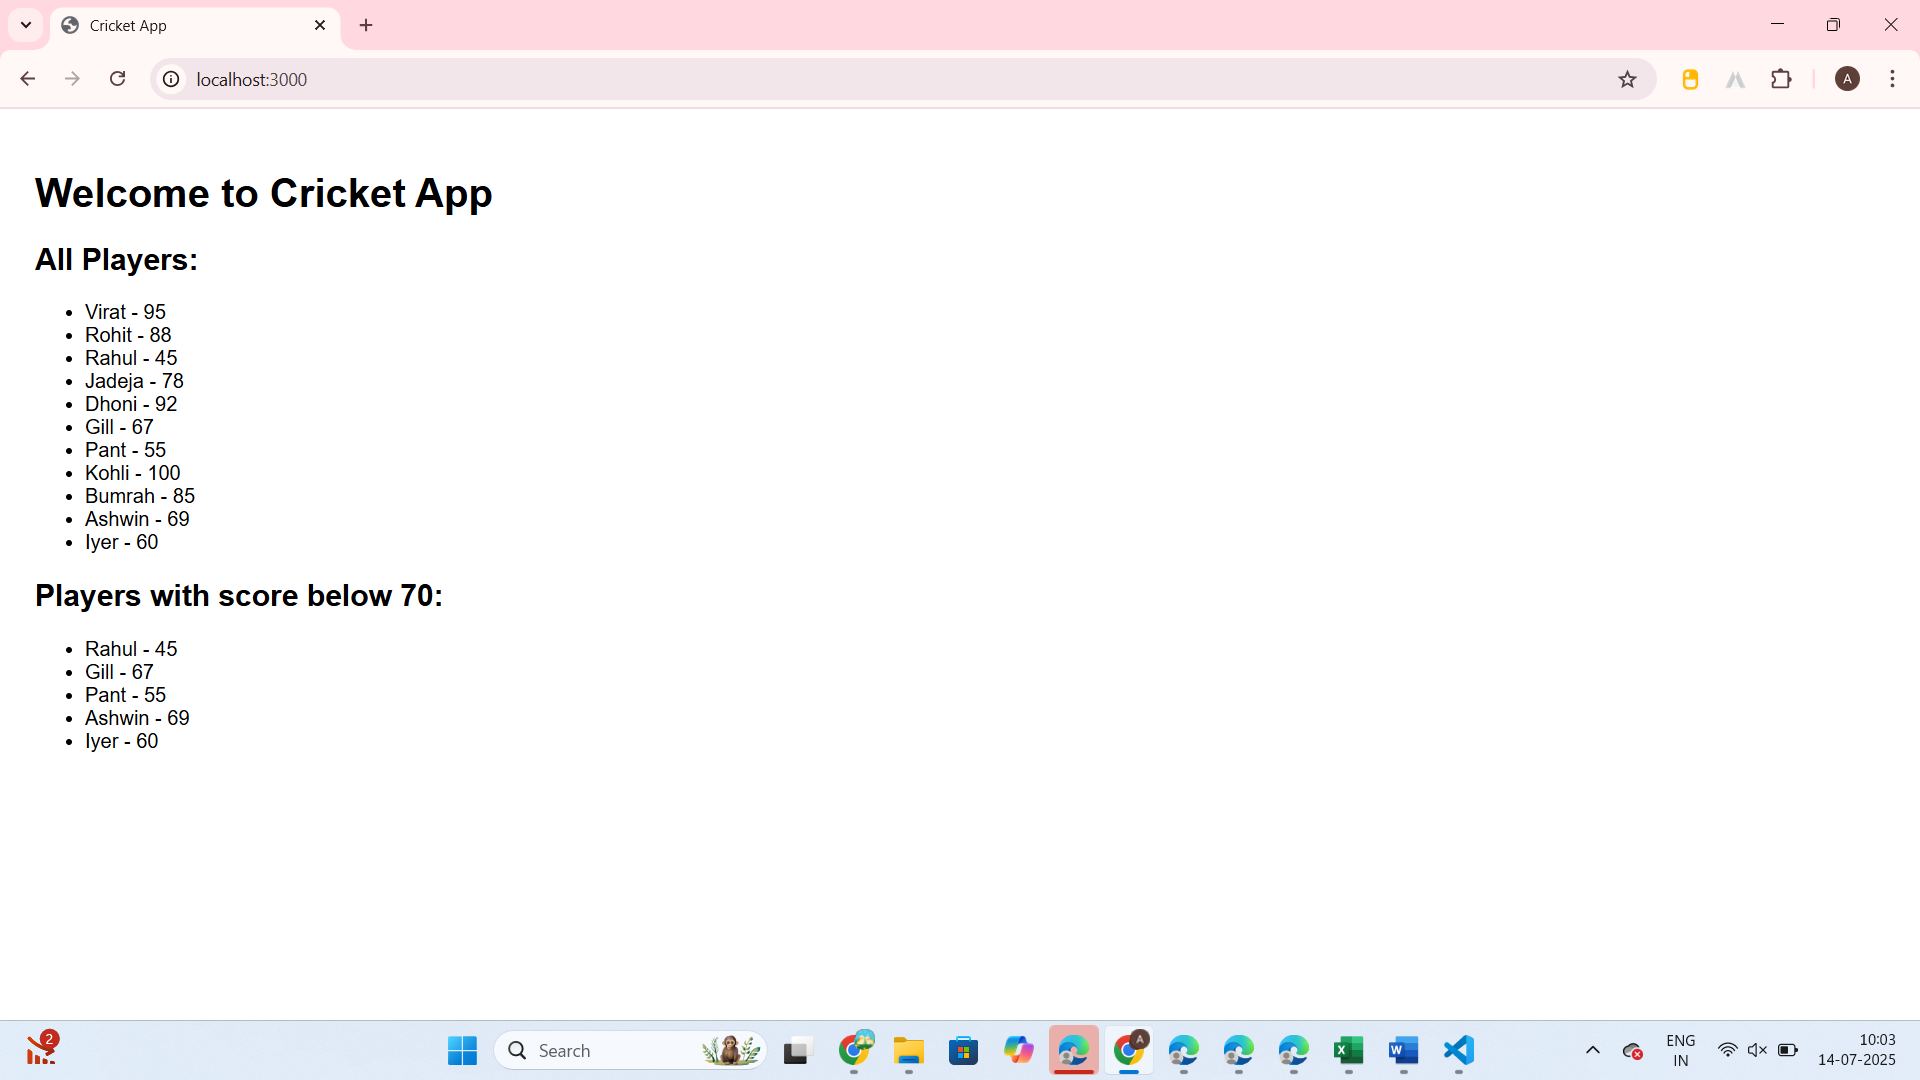 Cricket App
localhost:3000
A
Welcome to Cricket App
All Players:
• Virat - 95
• Rohit - 88
• Rahul - 45
• Jadeja - 78
• Dhoni - 92
• Gill - 67
• Pant - 55
• Kohli - 100
• Bumrah - 85
• Ashwin - 69
• Iyer - 60
Players with score below 70:
• Rahul - 45
• Gill - 67
• Pant - 55
• Ashwin - 69
• Iyer - 60
2
Search
A
ENG
IN
10:03
14-07-2025